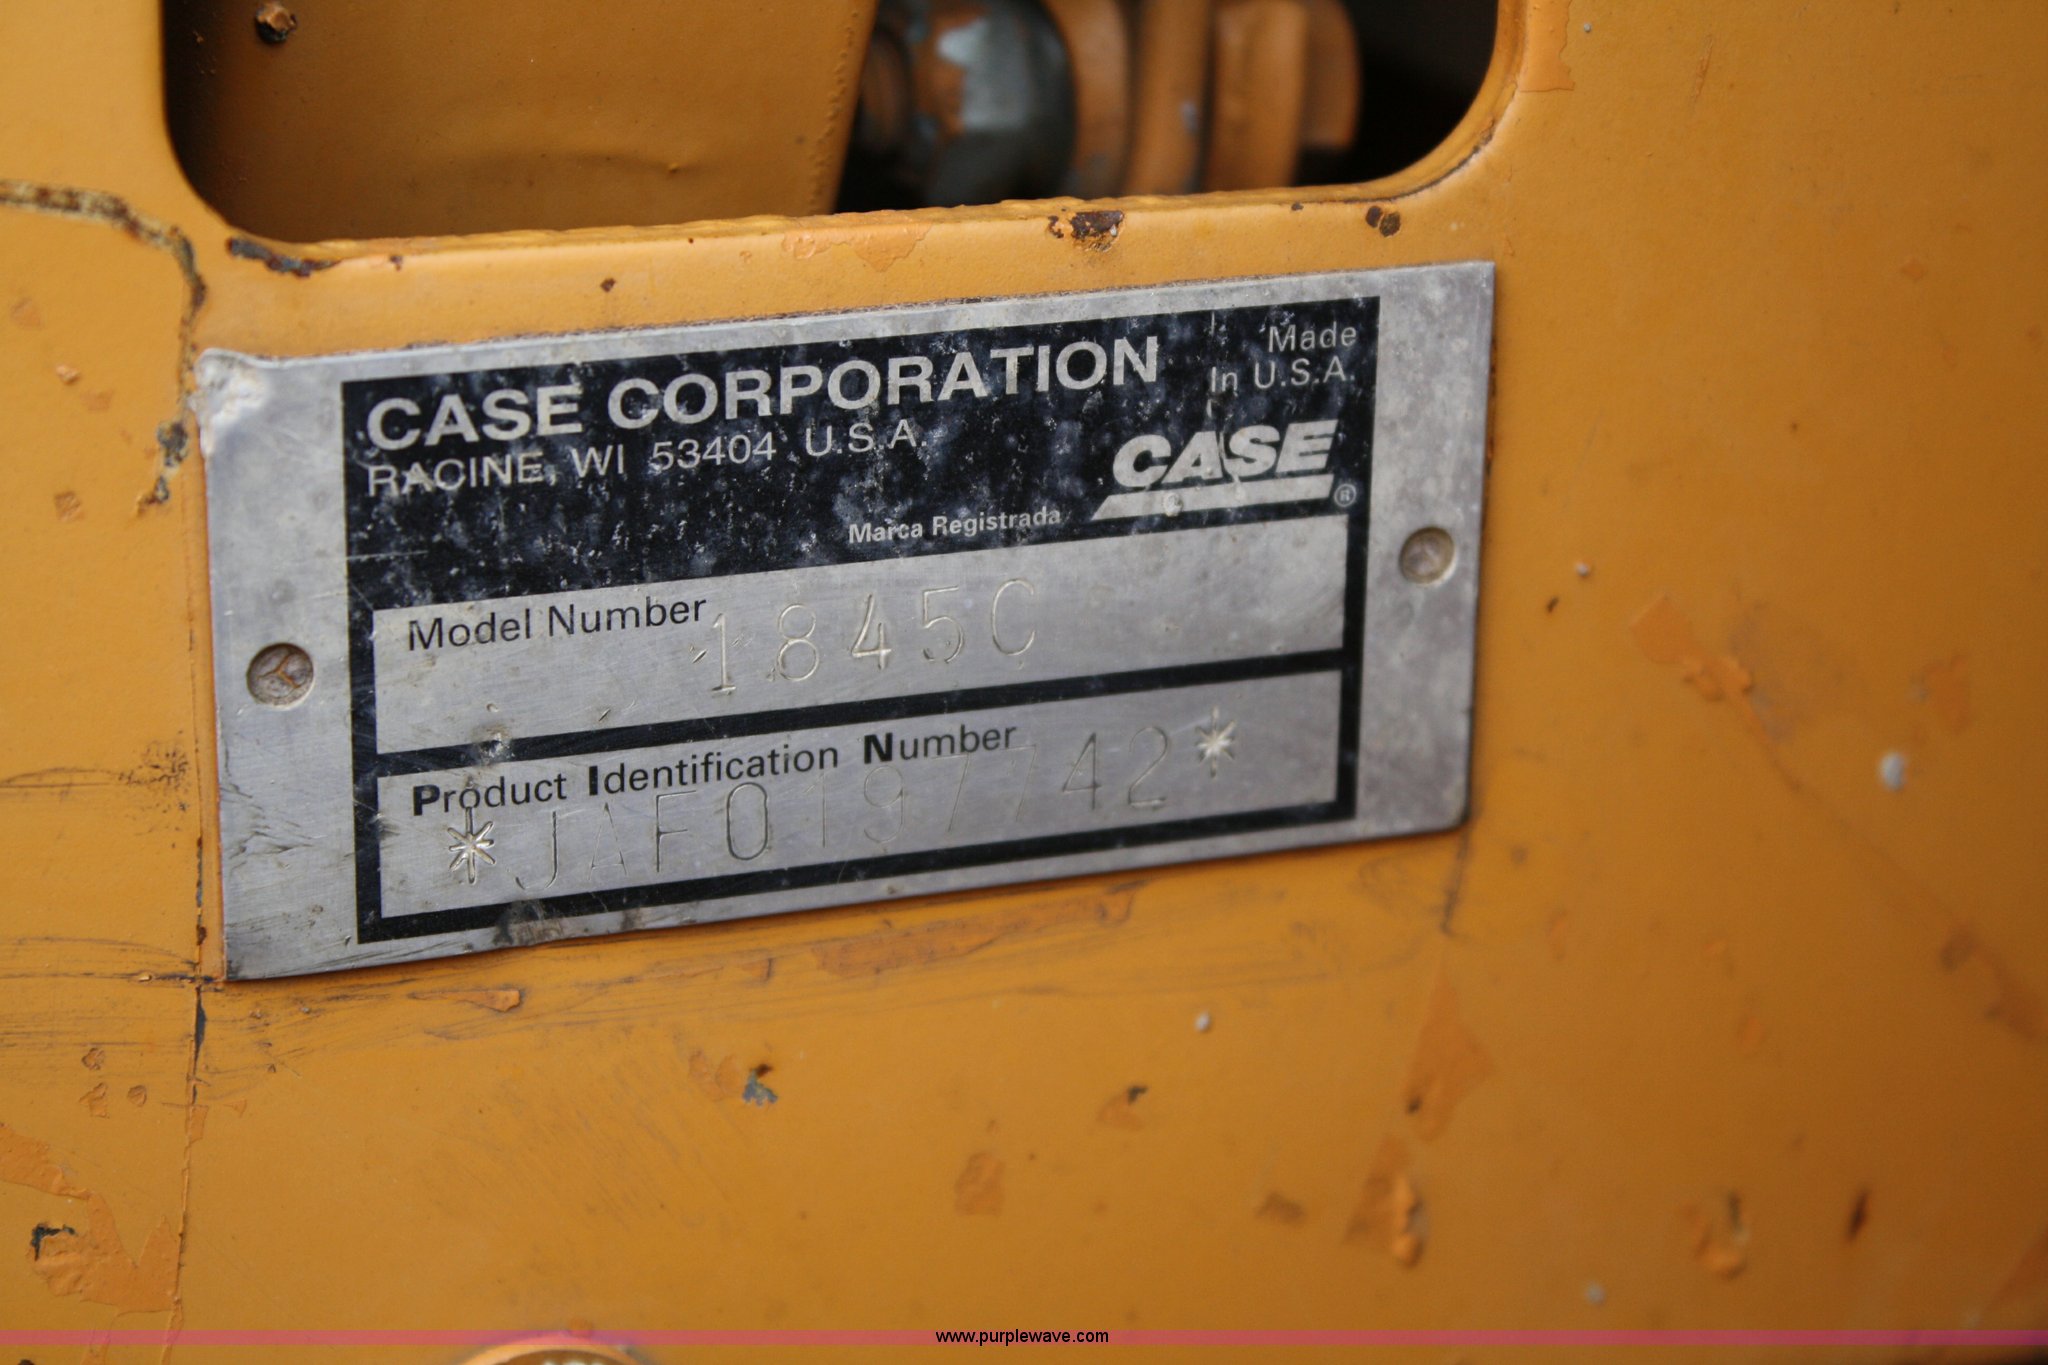 CASE CORPORATION
RACINE, WI 53404 U.S.A.
Made
In U.S.A.
CASE®
Marca Registrada
Model Number 1845C
Product Identification Number
*JAF0197742*
www.purplewave.com